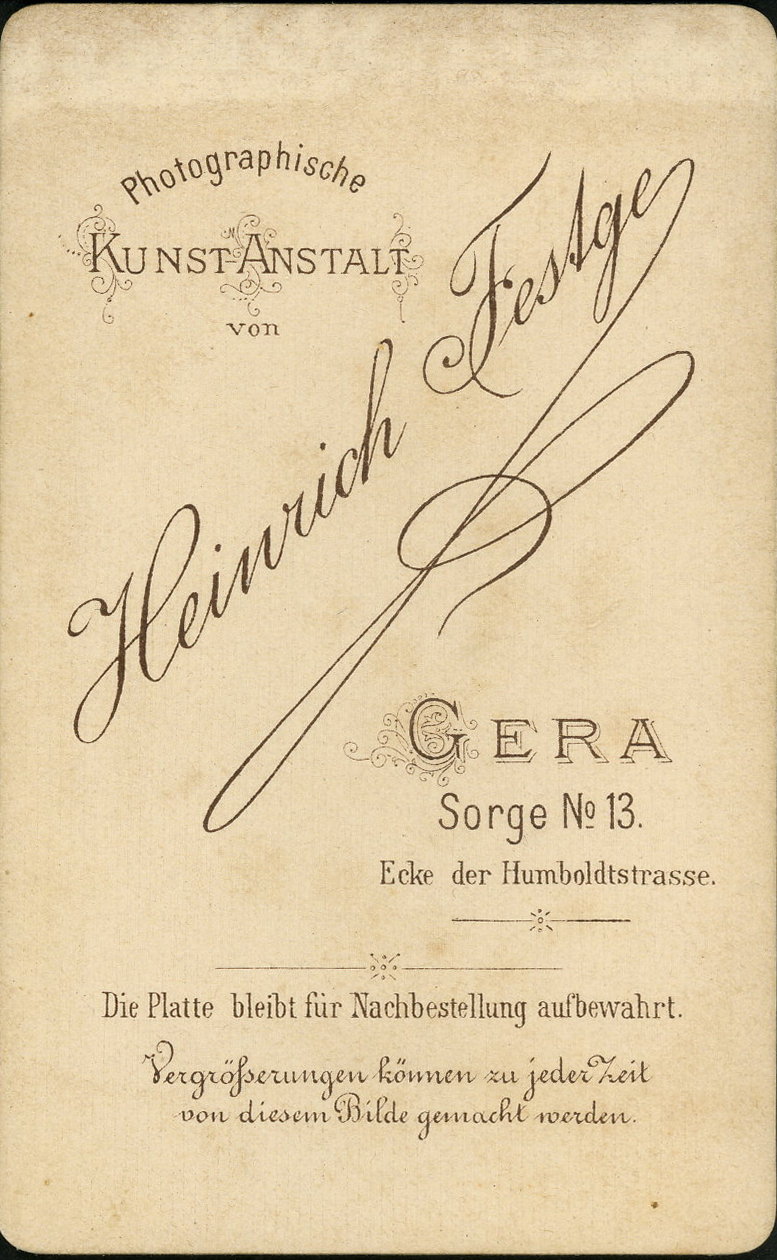 Photographische
KUNST-ANSTALT
von
Heinrich Festge
GERA
Sorge № 13.
Ecke der Humboldtstrasse.
Die Platte bleibt für Nachbestellung aufbewahrt.
Vergrößserungen können zu jeder Zeit
von diesem Bilde gemacht werden.